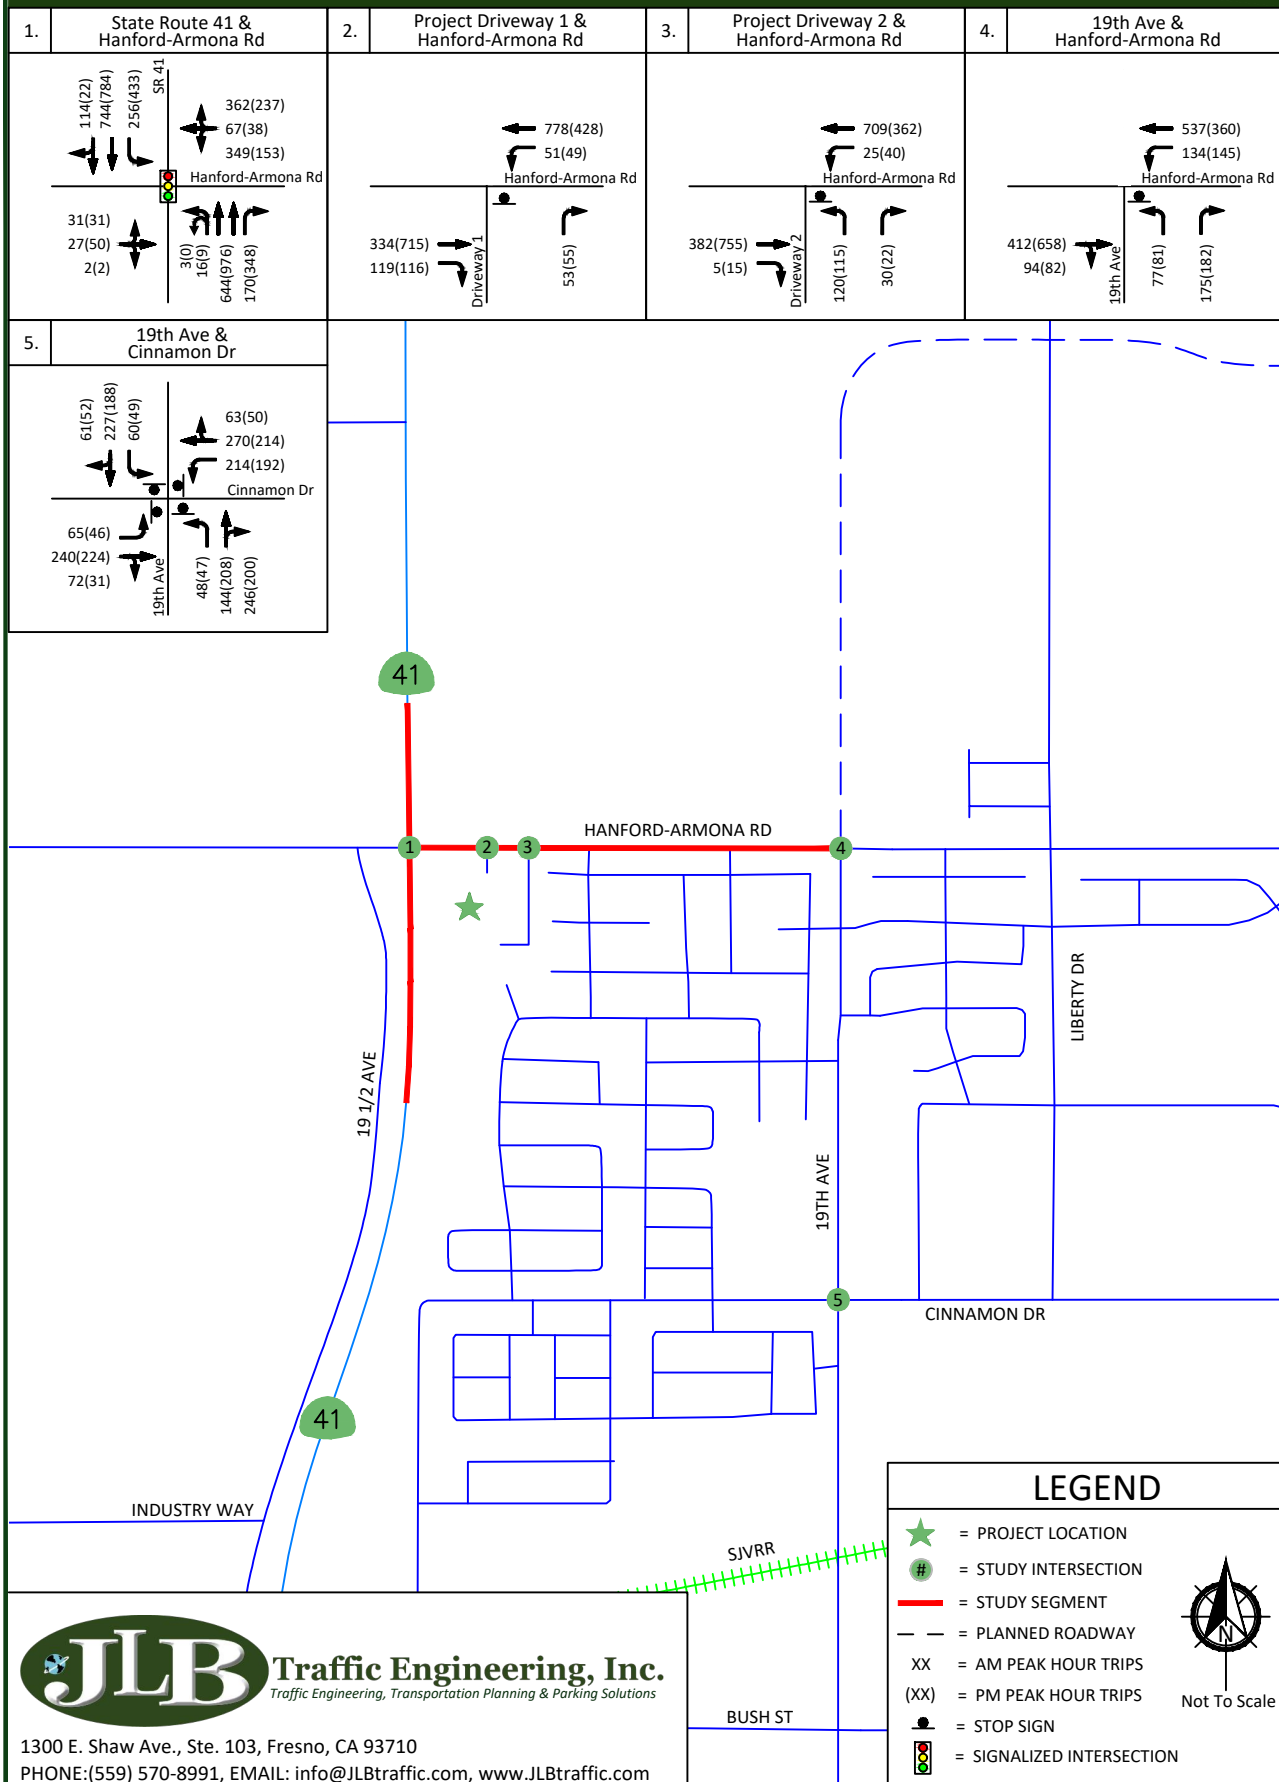 1.
State Route 41 &
Hanford-Armona Rd
114(22)
744(784)
256(433)
SR 41
362(237)
67(38)
349(153)
Hanford-Armona Rd
31(31)
27(50)
2(2)
3(0)
16(9)
644(976)
170(348)
2.
Project Driveway 1 &
Hanford-Armona Rd
778(428)
51(49)
Hanford-Armona Rd
334(715)
119(116)
Driveway 1
53(55)
3.
Project Driveway 2 &
Hanford-Armona Rd
709(362)
25(40)
Hanford-Armona Rd
382(755)
5(15)
Driveway 2
120(115)
30(22)
4.
19th Ave &
Hanford-Armona Rd
537(360)
134(145)
Hanford-Armona Rd
412(658)
94(82)
19th Ave
77(81)
175(182)
5.
19th Ave &
Cinnamon Dr
61(52)
227(188)
60(49)
63(50)
270(214)
214(192)
Cinnamon Dr
65(46)
240(224)
72(31)
19th Ave
48(47)
144(208)
246(200)
41
HANFORD-ARMONA RD
1
2
3
4
LIBERTY DR
19 1/2 AVE
19TH AVE
5
CINNAMON DR
41
INDUSTRY WAY
SJVRR
BUSH ST
LEGEND
= PROJECT LOCATION
# = STUDY INTERSECTION
= STUDY SEGMENT
= PLANNED ROADWAY
XX = AM PEAK HOUR TRIPS
(XX) = PM PEAK HOUR TRIPS
= STOP SIGN
= SIGNALIZED INTERSECTION
N
Not To Scale
JLB Traffic Engineering, Inc.
Traffic Engineering, Transportation Planning & Parking Solutions
1300 E. Shaw Ave., Ste. 103, Fresno, CA 93710
PHONE:(559) 570-8991, EMAIL: info@JLBtraffic.com, www.JLBtraffic.com